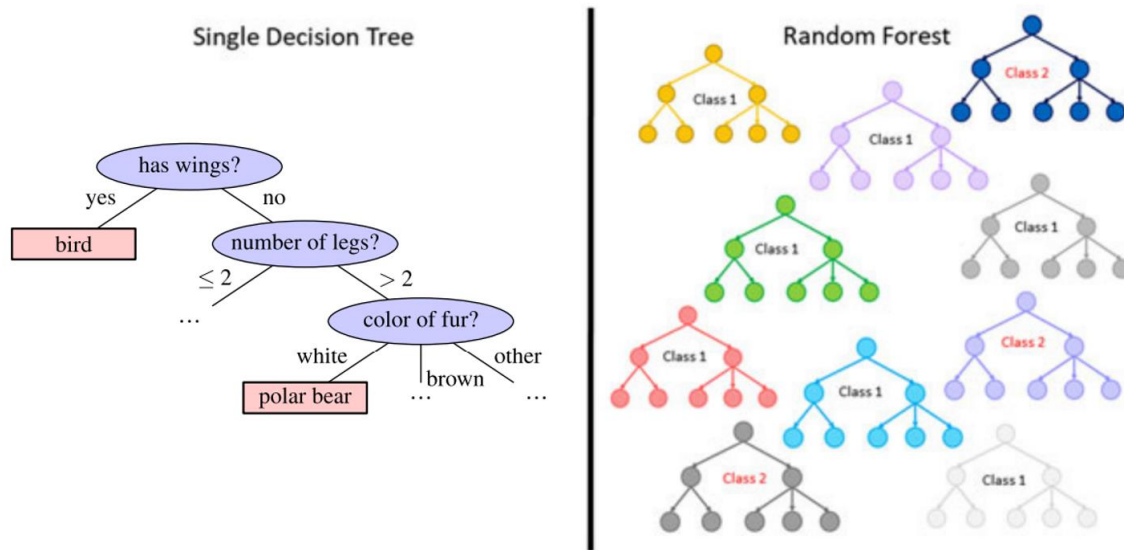 Single Decision Tree
has wings?
yes
no
bird
number of legs?
≤ 2
> 2
...
color of fur?
white
brown
other
polar bear
...
...
Random Forest
Class 2
Class 1
Class 1
Class 1
Class 1
Class 1
Class 2
Class 1
Class 2
Class 1